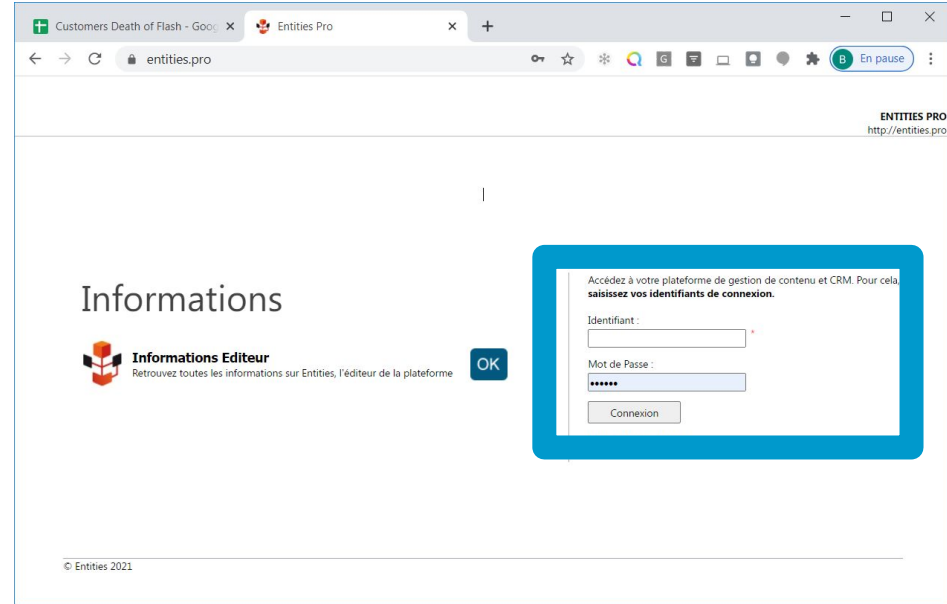 Customers Death of Flash - Goog
Entities Pro
entities.pro
G
B
En pause
ENTITIES PRO
http://entities.pro
Informations
Informations Editeur
Retrouvez toutes les informations sur Entities, l'éditeur de la plateforme
OK
Accédez à votre plateforme de gestion de contenu et CRM. Pour cela,
saisissez vos identifiants de connexion.
Identifiant :
*
Mot de Passe :
••••••
Connexion
© Entities 2021